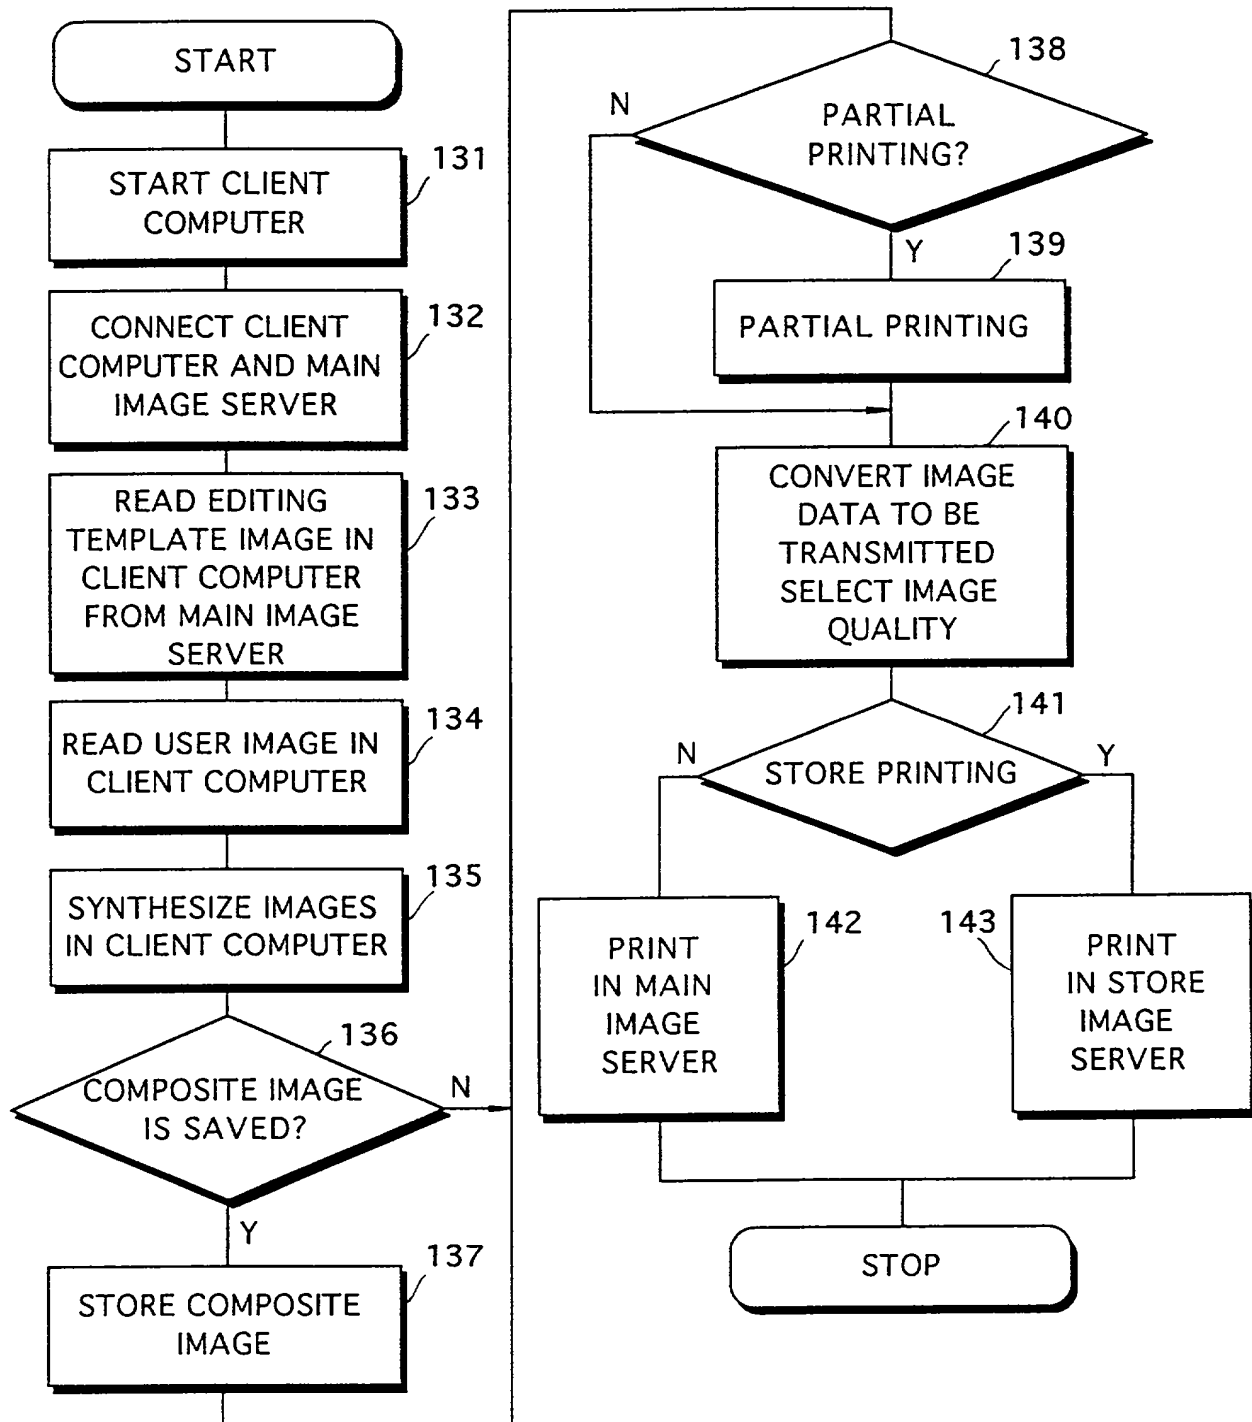 START
131
START CLIENT
COMPUTER
132
CONNECT CLIENT
COMPUTER AND MAIN
IMAGE SERVER
133
READ EDITING
TEMPLATE IMAGE IN
CLIENT COMPUTER
FROM MAIN IMAGE
SERVER
134
READ USER IMAGE IN
CLIENT COMPUTER
135
SYNTHESIZE IMAGES
IN CLIENT COMPUTER
136
COMPOSITE IMAGE
IS SAVED?
N
Y
137
STORE COMPOSITE
IMAGE
138
PARTIAL
PRINTING?
N
Y
139
PARTIAL PRINTING
140
CONVERT IMAGE
DATA TO BE
TRANSMITTED
SELECT IMAGE
QUALITY
141
STORE PRINTING
N
Y
142
PRINT
IN MAIN
IMAGE
SERVER
143
PRINT
IN STORE
IMAGE
SERVER
STOP